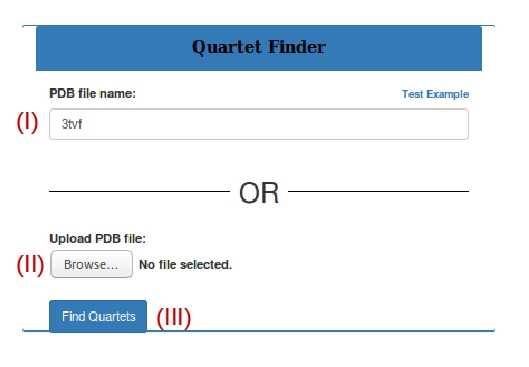 Quartet Finder
PDB file name: Test Example
(I) 3tvf
OR
Upload PDB file:
(II) Browse... No file selected.
Find Quartets (III)